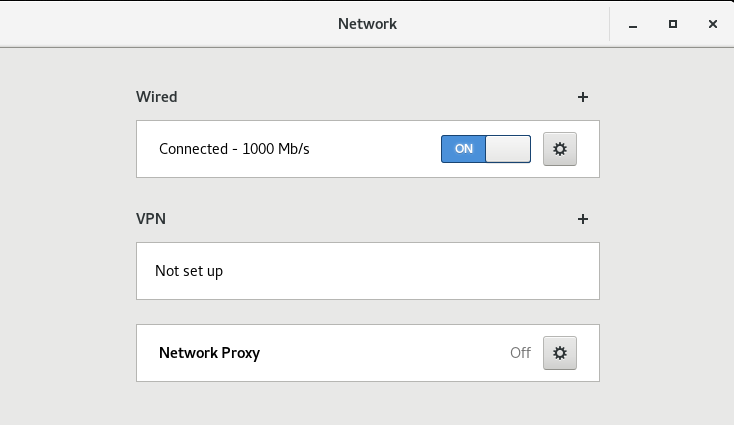 Network
Wired
Connected - 1000 Mb/s
ON
VPN
Not set up
Network Proxy
Off